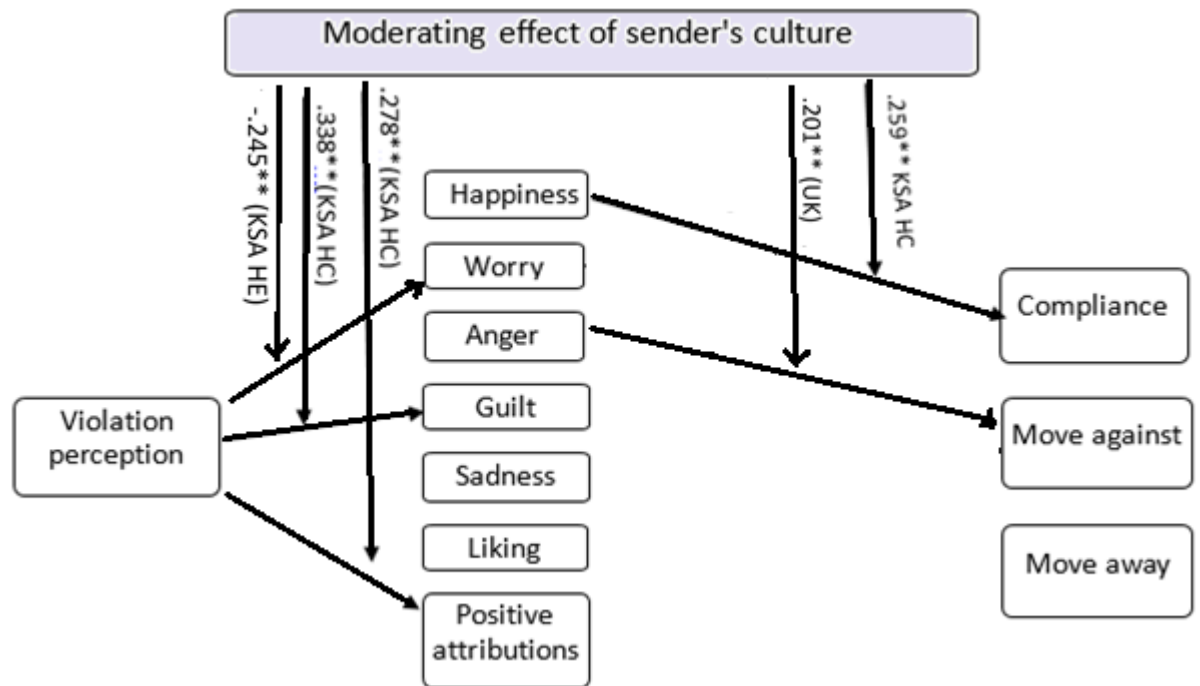 Moderating effect of sender's culture
-.245** (KSA HE)
.338**(KSA HC)
.278**(KSA HC)
.201** (UK)
.259** KSA HC
Happiness
Worry
Anger
Guilt
Sadness
Liking
Positive
attributions
Violation
perception
Compliance
Move against
Move away